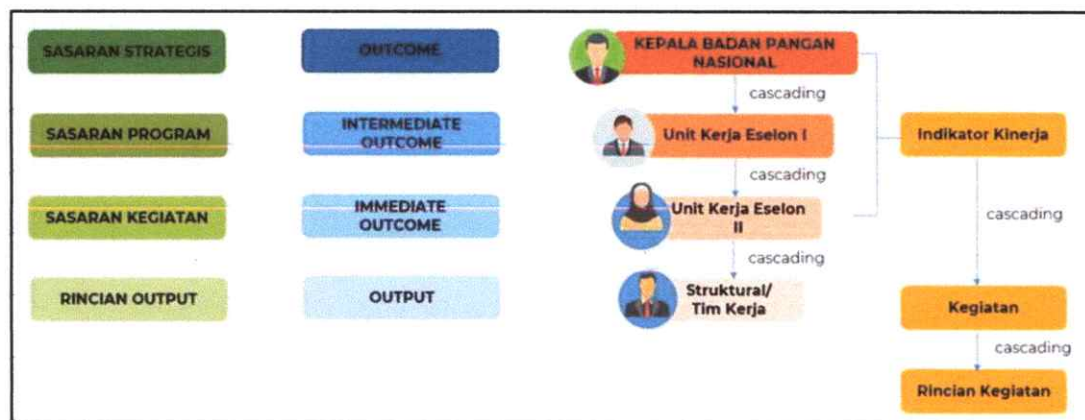 SASARAN STRATEGIS
OUTCOME
KEPALA BADAN PANGAN
NASIONAL
cascading
SASARAN PROGRAM
INTERMEDIATE
OUTCOME
Unit Kerja Eselon I
Indikator Kinerja
cascading
SASARAN KEGIATAN
IMMEDIATE
OUTCOME
Unit Kerja Eselon
II
cascading
cascading
RINCIAN OUTPUT
OUTPUT
Struktural/
Tim Kerja
Kegiatan
cascading
Rincian Kegiatan